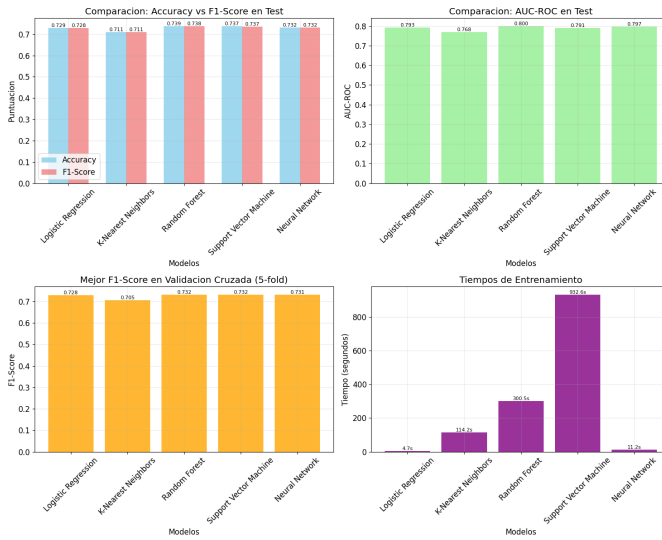 Comparacion: Accuracy vs F1-Score en Test
Puntuacion
0.7
0.6
0.5
0.4
0.3
0.2
0.1
0.0
0.729 0.728
0.711 0.711
0.739 0.738
0.737 0.737
0.732 0.732
Accuracy
F1-Score
Logistic Regression
K-Nearest Neighbors
Random Forest
Support Vector Machine
Neural Network
Modelos
Comparacion: AUC-ROC en Test
AUC-ROC
0.8
0.7
0.6
0.5
0.4
0.3
0.2
0.1
0.0
0.793
0.768
0.800
0.791
0.797
Logistic Regression
K-Nearest Neighbors
Random Forest
Support Vector Machine
Neural Network
Modelos
Mejor F1-Score en Validacion Cruzada (5-fold)
F1-Score
0.7
0.6
0.5
0.4
0.3
0.2
0.1
0.0
0.728
0.705
0.732
0.732
0.731
Logistic Regression
K-Nearest Neighbors
Random Forest
Support Vector Machine
Neural Network
Modelos
Tiempos de Entrenamiento
Tiempo (segundos)
800
600
400
200
0
4.7s
114.2s
300.5s
932.6s
11.2s
Logistic Regression
K-Nearest Neighbors
Random Forest
Support Vector Machine
Neural Network
Modelos